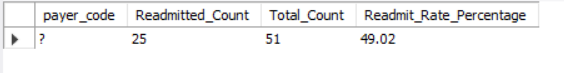 payer_code Readmitted_Count Total_Count Readmit_Rate_Percentage
? 25 51 49.02